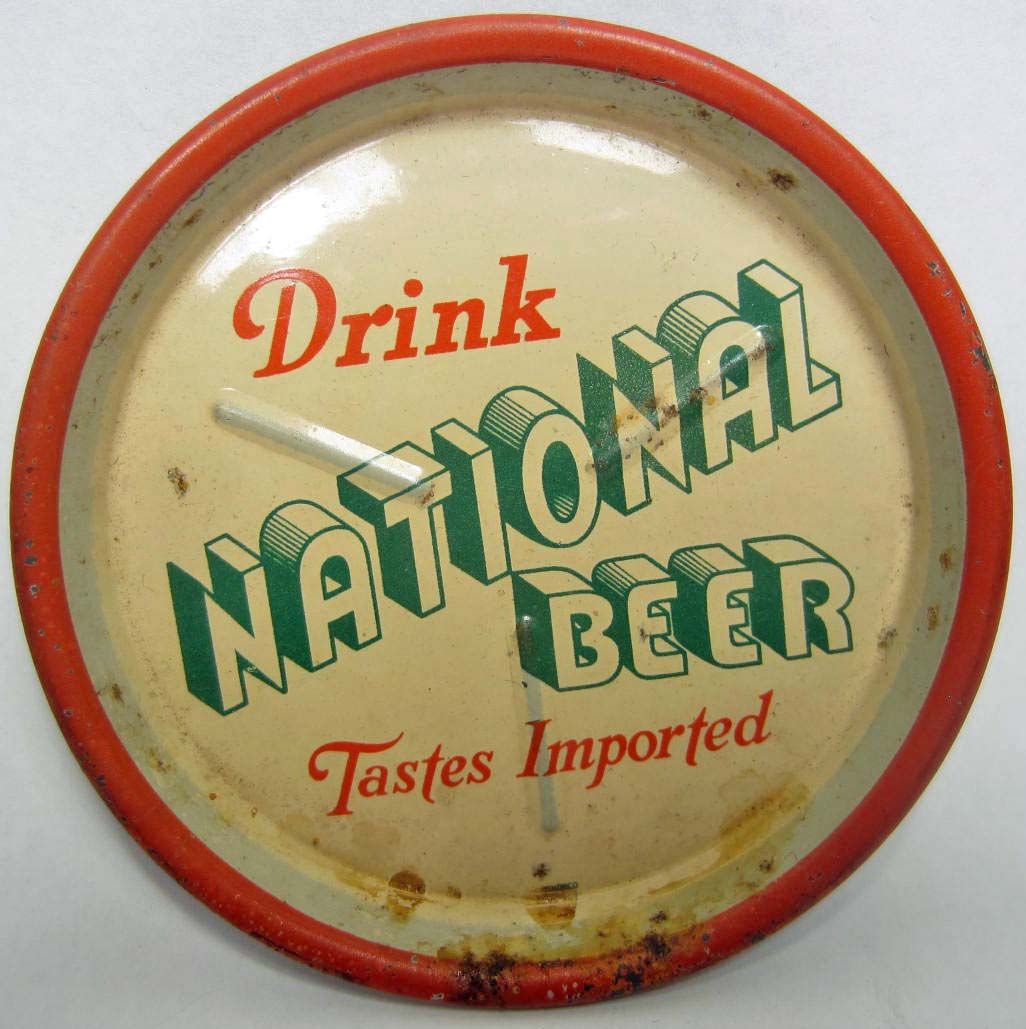 Drink
NATIONAL
BEER
Tastes Imported